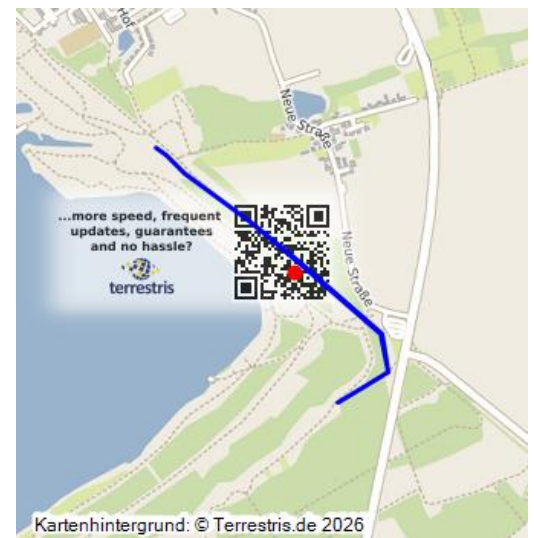 Hof
Neue Straße
...more speed, frequent
updates, guarantees
and no hassle?
terrestris
Neue Straße
Kartenhintergrund: © Terrestris.de 2026